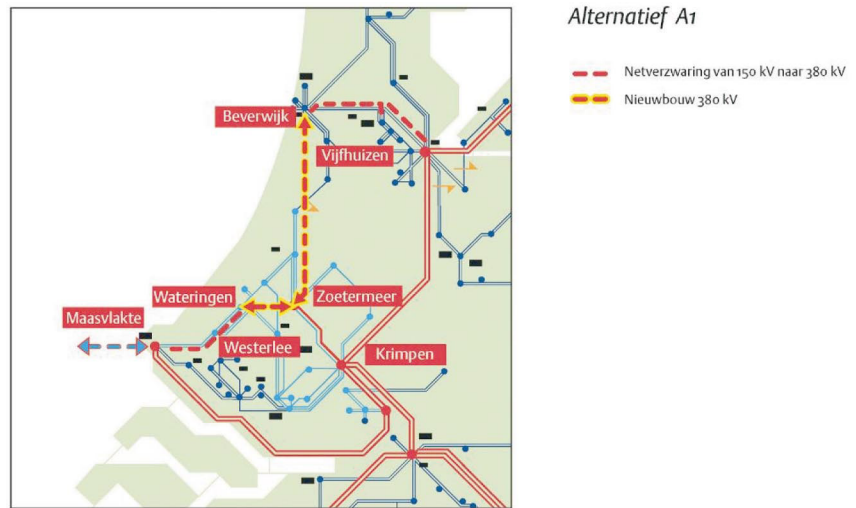 Alternatief A1
Netverzwaring van 150 kV naar 380 kV
Nieuwbouw 380 kV
Beverwijk
Vijfhuizen
Wateringen
Zoetermeer
Maasvlakte
Westerlee
Krimpen